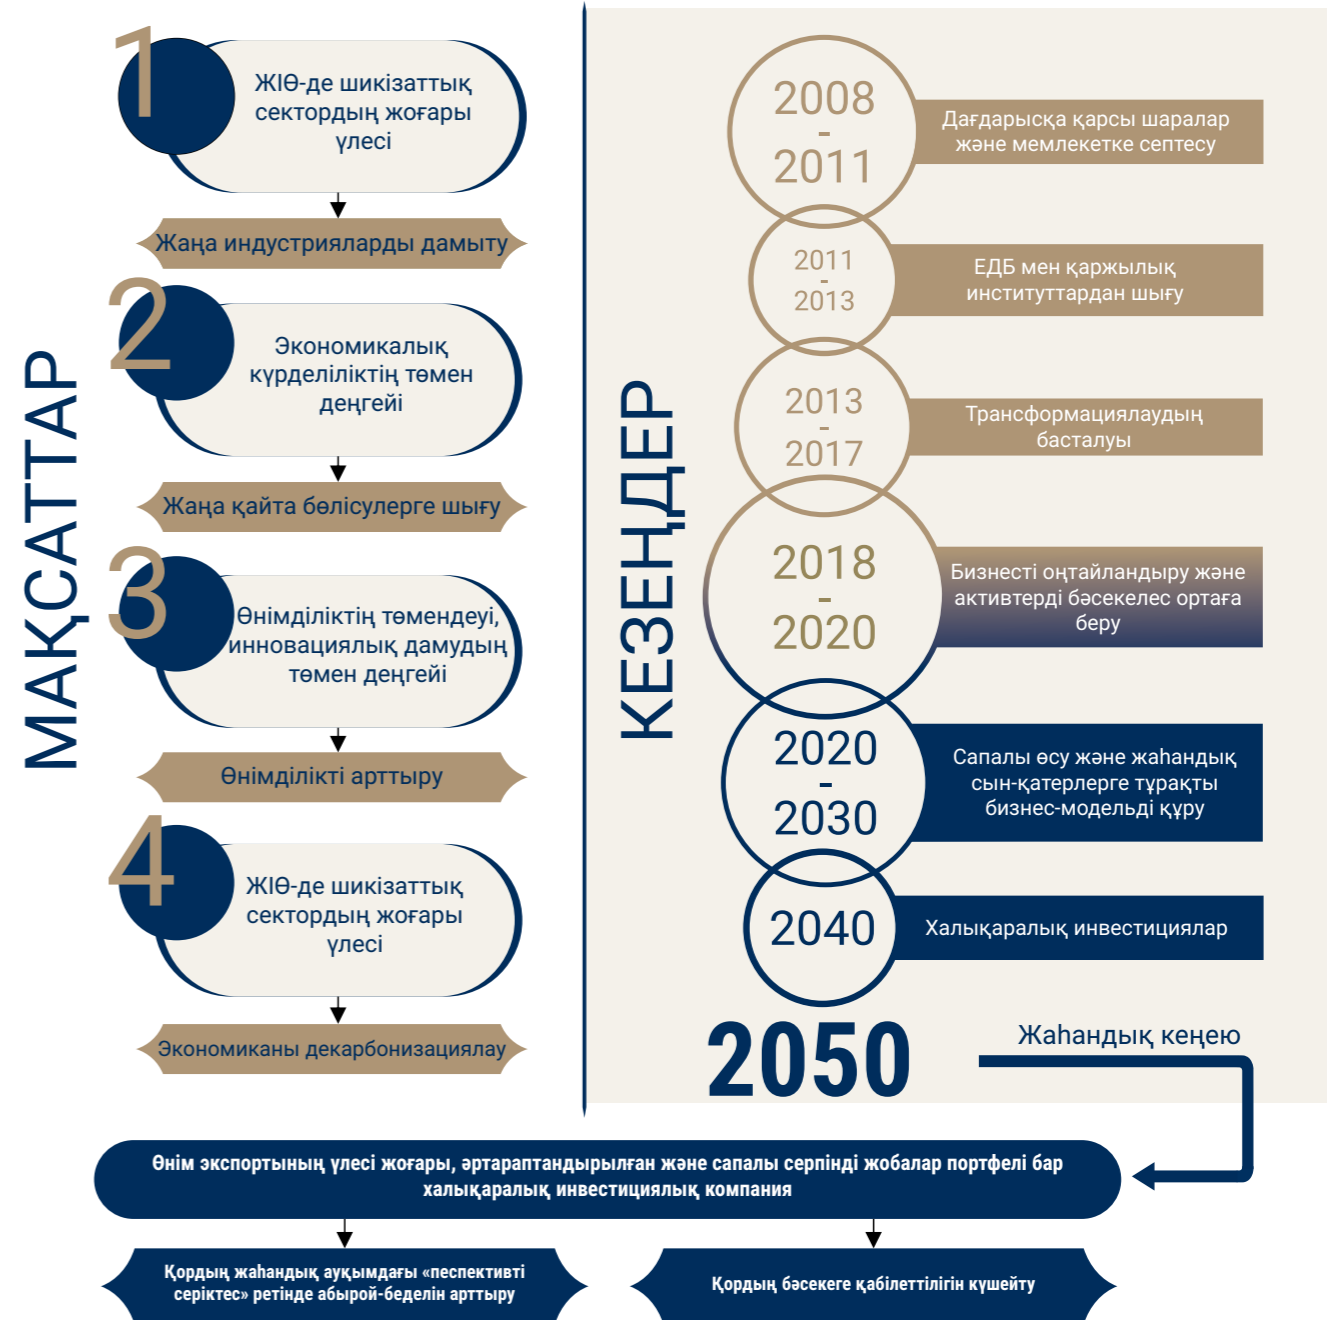 МАҚСАТТАР
1
ЖІӨ-де шикізаттық
сектордың жоғары
үлесі
Жаңа индустрияларды дамыту
2
Экономикалық
күрделіліктің төмен
деңгейі
Жаңа қайта бөлісулерге шығу
3
Өнімділіктің төмендеуі,
инновациялық дамудың
төмен деңгейі
Өнімділікті арттыру
4
ЖІӨ-де шикізаттық
сектордың жоғары
үлесі
Экономиканы декарбонизациялау
КЕЗЕҢДЕР
2008
-
2011
Дағдарысқа қарсы шаралар
және мемлекетке септесу
2011
-
2013
ЕДБ мен қаржылық
институттардан шығу
2013
-
2017
Трансформациялаудың
басталуы
2018
-
2020
Бизнесті оңтайландыру және
активтерді бәсекелес ортаға
беру
2020
-
2030
Сапалы өсу және жаһандық
сын-қатерлерге тұрақты
бизнес-модельді құру
2040
Халықаралық инвестициялар
2050
Жаһандық кеңею
Өнім экспортының үлесі жоғары, әртараптандырылған және сапалы серпінді жобалар портфелі бар
халықаралық инвестициялық компания
Қордың жаһандық ауқымдағы «песпективті
серіктес» ретінде абырой-беделін арттыру
Қордың бәсекеге қабілеттілігін күшейту